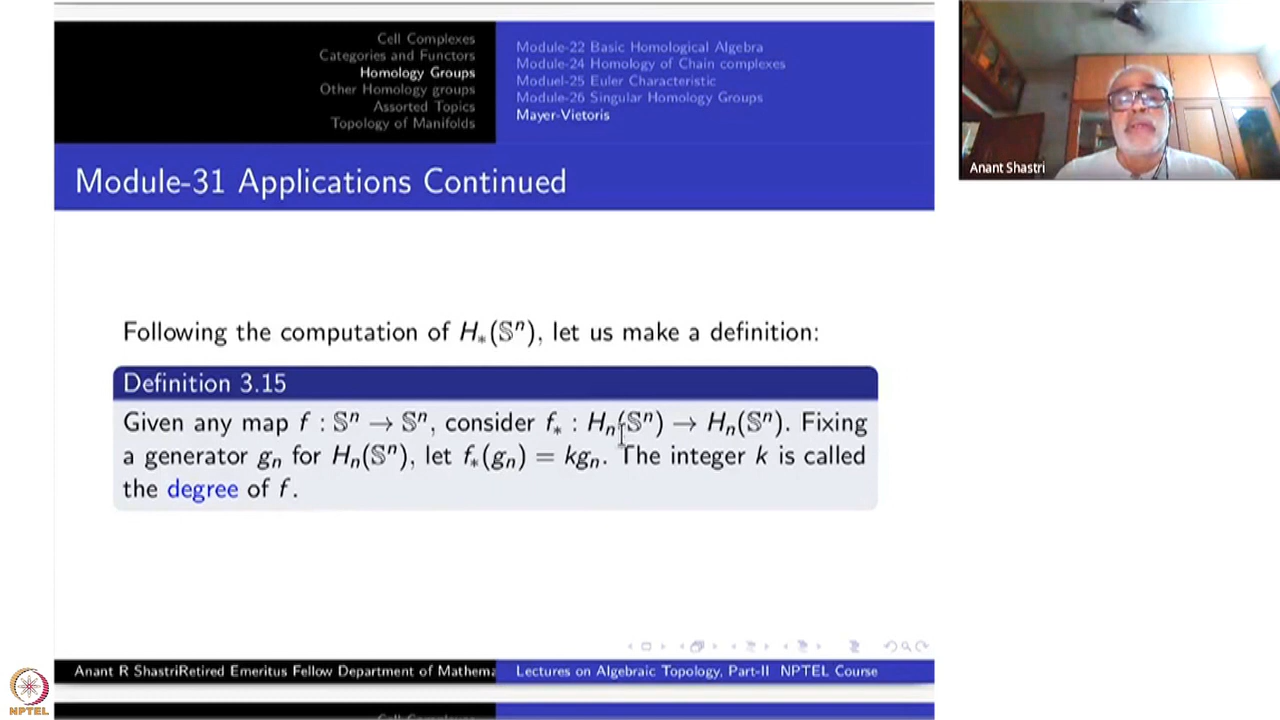 Cell Complexes
Categories and Functors
Homology Groups
Other Homology groups
Assorted Topics
Topology of Manifolds
Module-22 Basic Homological Algebra
Module-24 Homology of Chain complexes
Moduel-25 Euler Characteristic
Module-26 Singular Homology Groups
Mayer-Vietoris
Anant Shastri
Module-31 Applications Continued
Following the computation of H∗(𝕊ⁿ), let us make a definition:
Definition 3.15
Given any map f : 𝕊ⁿ → 𝕊ⁿ, consider f∗ : Hₙ(𝕊ⁿ) → Hₙ(𝕊ⁿ). Fixing
a generator gₙ for Hₙ(𝕊ⁿ), let f∗(gₙ) = kgₙ. The integer k is called
the degree of f.
Anant R ShastriRetired Emeritus Fellow Department of Mathema
Lectures on Algebraic Topology, Part-II NPTEL Course
NPTEL